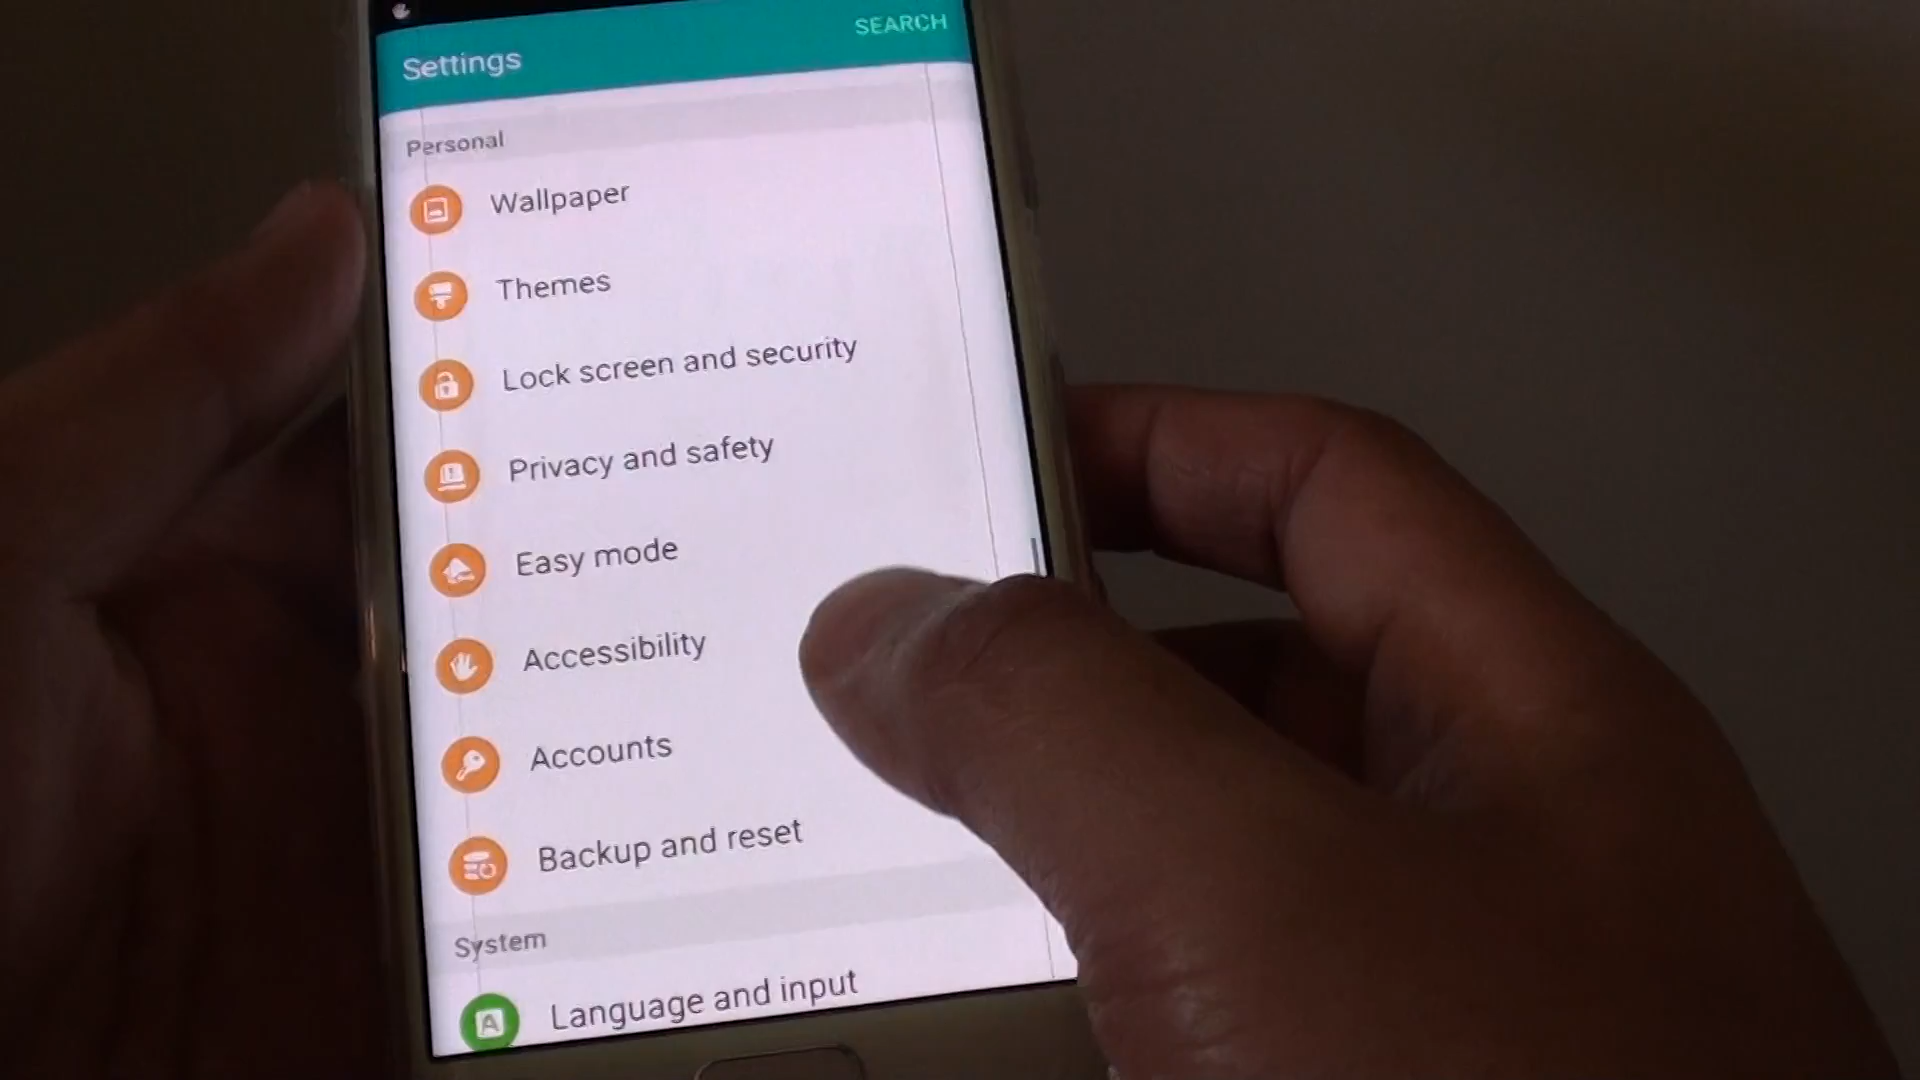 SEARCH
Settings
Personal
Wallpaper
Themes
Lock screen and security
Privacy and safety
Easy mode
Accessibility
Accounts
Backup and reset
System
Language and input
A